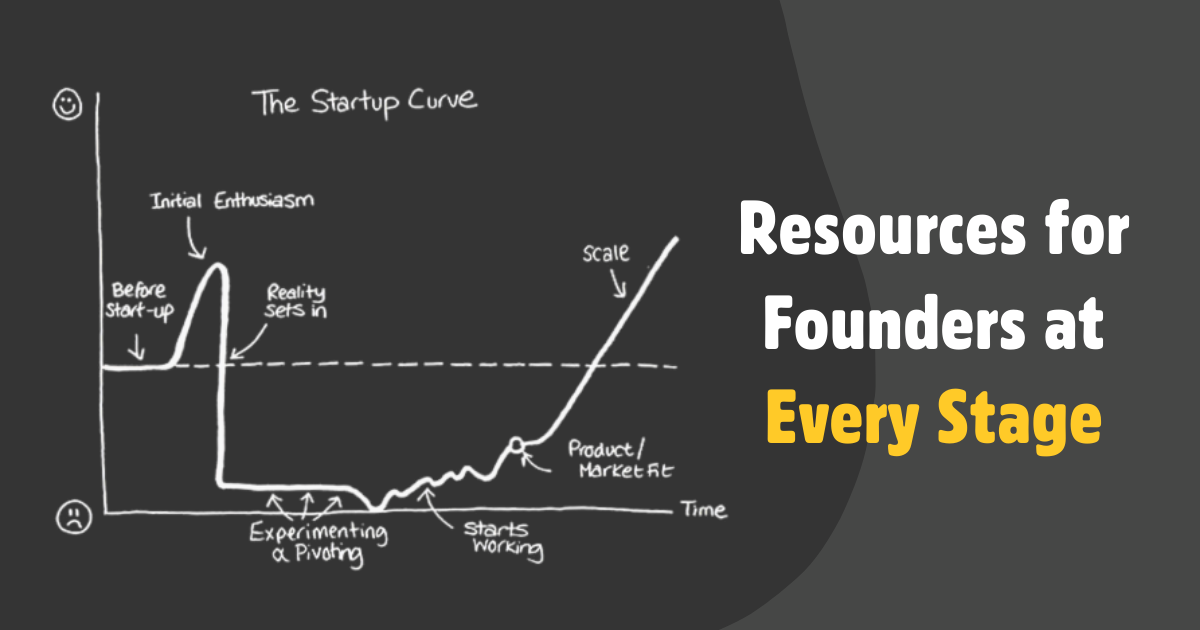 The Startup Curve
Initial Enthusiasm
Before
Start-up
Reality
sets in
scale
Product/
Market Fit
Time
Experimenting
& Pivoting
Starts
Working
Resources for
Founders at
Every Stage